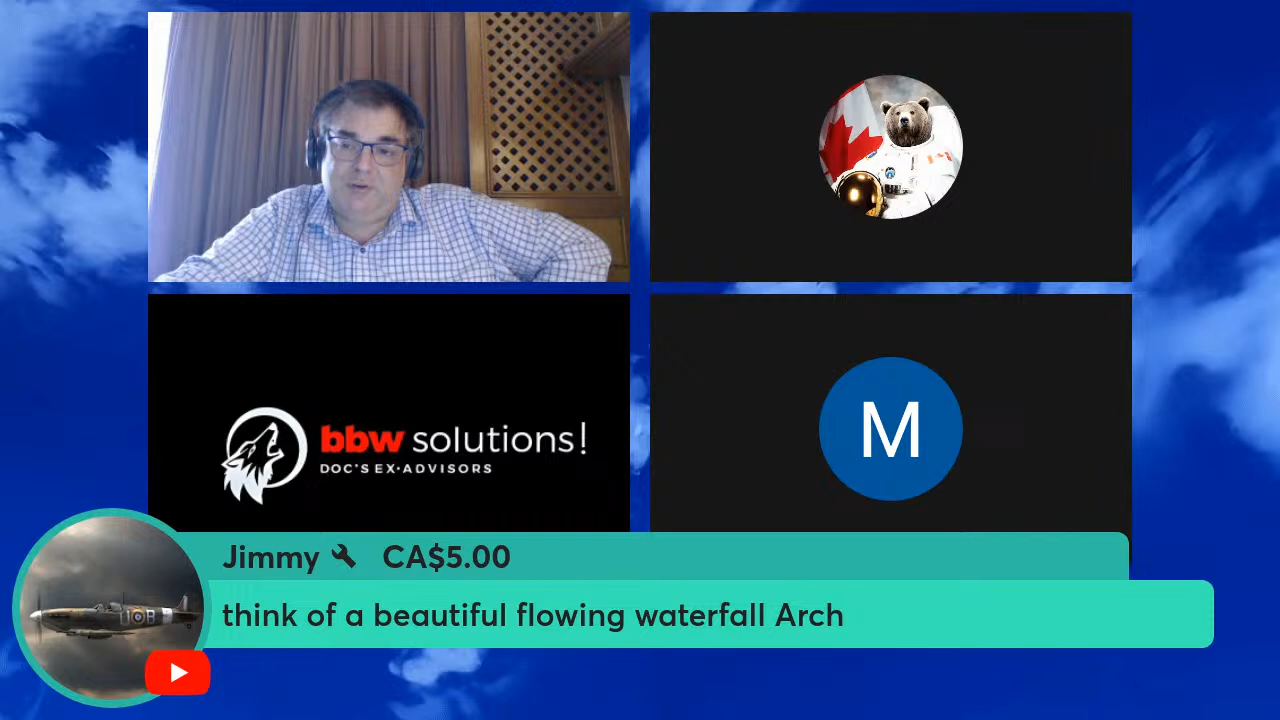 bbw solutions!
DOC'S EX-ADVISORS
M
Jimmy CA$5.00
think of a beautiful flowing waterfall Arch